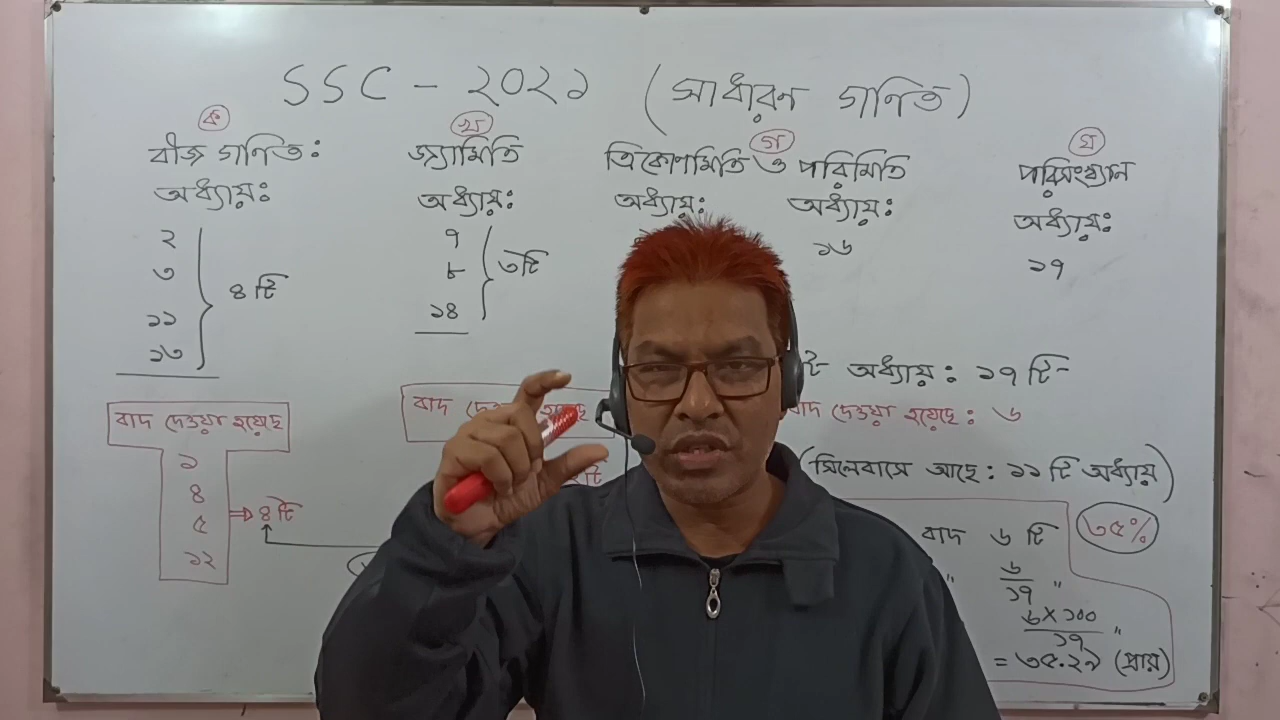 SSC - ২০২১ (সাধারন গণিত)
ক
বীজ গণিত:
অধ্যায়ঃ
২
৩
১১
১৩
৪ টি
বাদ দেওয়া হয়েছে
১
৪
৫
১২
⇒ ৪ টি
খ
জ্যামিতি
অধ্যায়ঃ
৭
৮
১৪
৩টি
বাদ হয়েছে
টি
গ
ত্রিকোণমিতি ও পরিমিতি
অধ্যায়ঃ অধ্যায়ঃ
১৬
ঘ
পরিসংখ্যান
অধ্যায়ঃ
১৭
অধ্যায় : ১৭ টি
বাদ দেওয়া হয়েছে : ৬
(সিলেবাসে আছে : ১১ টি অধ্যায়)
বাদ ৬ টি
৩৫%
" ৬/১৭ "
৬ X ১০০/১৭ "
= ৩৫.২৯ (প্রায়)